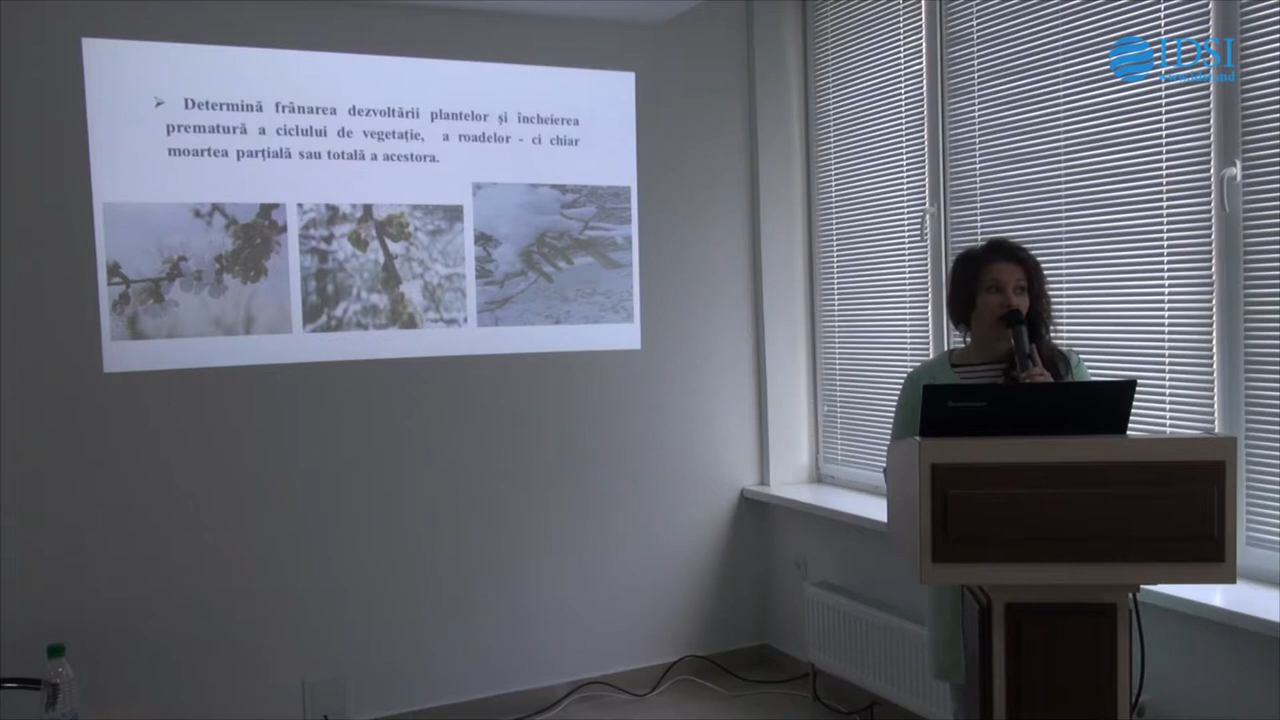 IDSI
www.idsi.md
➢ Determină frânarea dezvoltării plantelor și încheierea
prematură a ciclului de vegetație, a roadelor - ci chiar
moartea parțială sau totală a acestora.